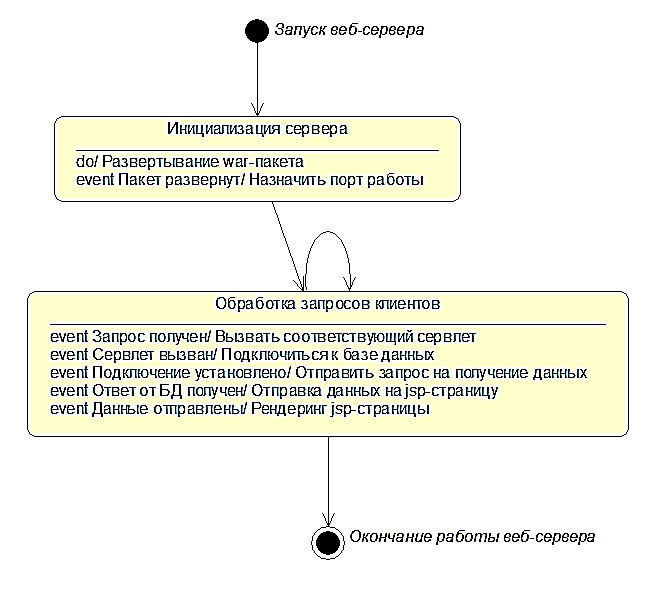 Запуск веб-сервера
Инициализация сервера
do/ Развертывание war-пакета
event Пакет развернут/ Назначить порт работы
Обработка запросов клиентов
event Запрос получен/ Вызвать соответствующий сервлет
event Сервлет вызван/ Подключиться к базе данных
event Подключение установлено/ Отправить запрос на получение данных
event Ответ от БД получен/ Отправка данных на jsp-страницу
event Данные отправлены/ Рендеринг jsp-страницы
Окончание работы веб-сервера